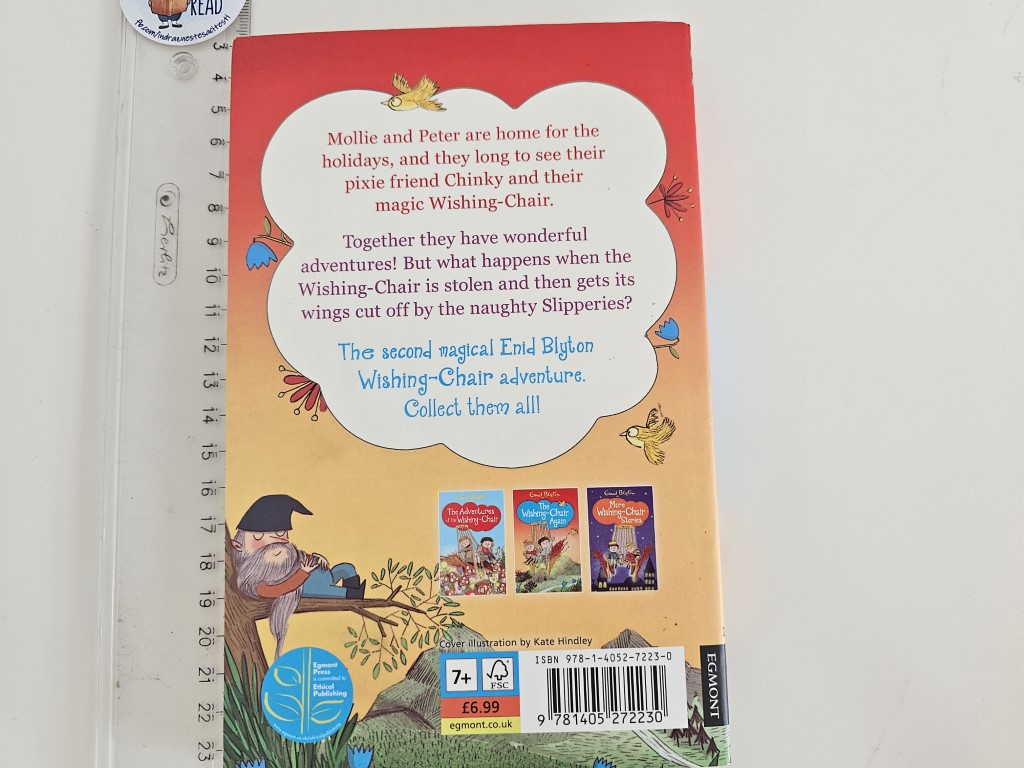 READ
fb.com/indraunestesacitosti
3
4
5
6
7
8
9
10
11
12
13
14
15
16
17
18
19
20
21
22
23
Berlitz
Mollie and Peter are home for the
holidays, and they long to see their
pixie friend Chinky and their
magic Wishing-Chair.
Together they have wonderful
adventures! But what happens when the
Wishing-Chair is stolen and then gets its
wings cut off by the naughty Slipperies?
The second magical Enid Blyton
Wishing-Chair adventure.
Collect them all!
The Adventures
of the Wishing-Chair
Enid Blyton
The
Wishing-Chair
Again
Enid Blyton
More
Wishing-Chair
Stories
Cover illustration by Kate Hindley
Egmont
Press
is committed to
Ethical
Publishing
7+
FSC
£6.99
egmont.co.uk
ISBN 978-1-4052-7223-0
9 781405 272230
EGMONT